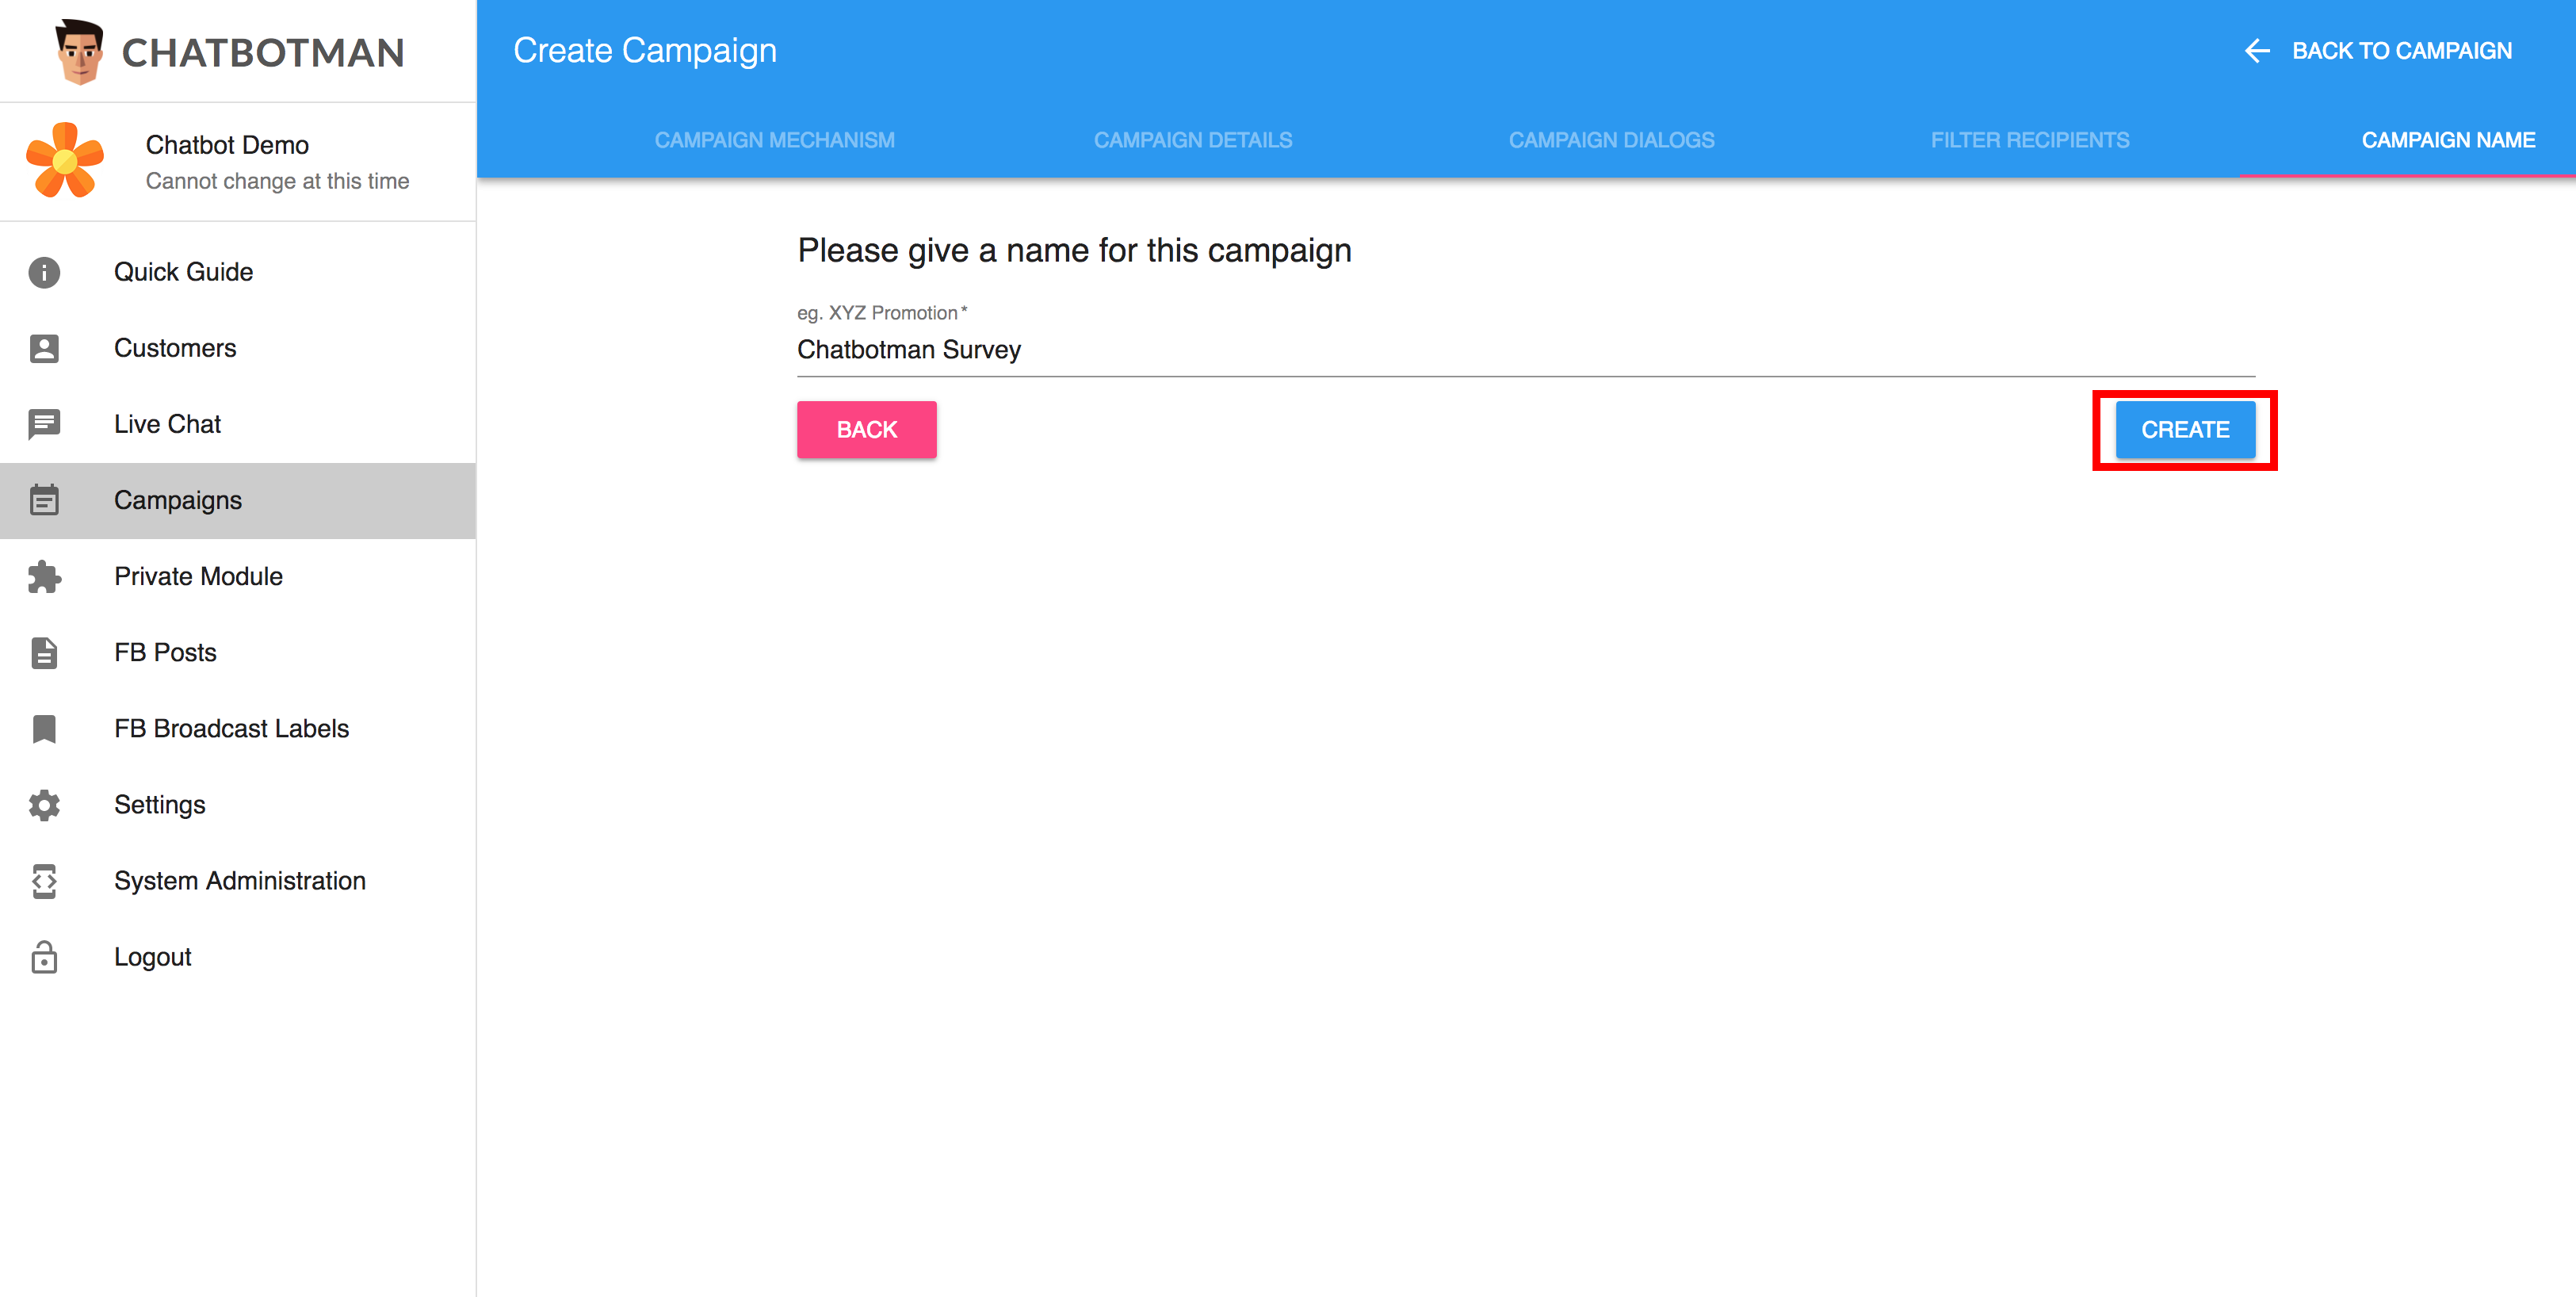 CHATBOTMAN
Chatbot Demo
Cannot change at this time
Quick Guide
Customers
Live Chat
Campaigns
Private Module
FB Posts
FB Broadcast Labels
Settings
System Administration
Logout
Create Campaign
BACK TO CAMPAIGN
CAMPAIGN MECHANISM CAMPAIGN DETAILS CAMPAIGN DIALOGS FILTER RECIPIENTS CAMPAIGN NAME
Please give a name for this campaign
eg. XYZ Promotion *
Chatbotman Survey
BACK CREATE